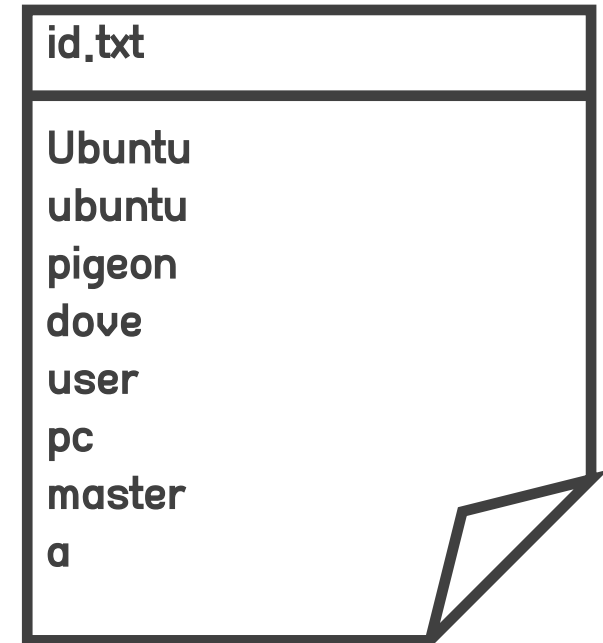 id.txt
Ubuntu
ubuntu
pigeon
dove
user
pc
master
a